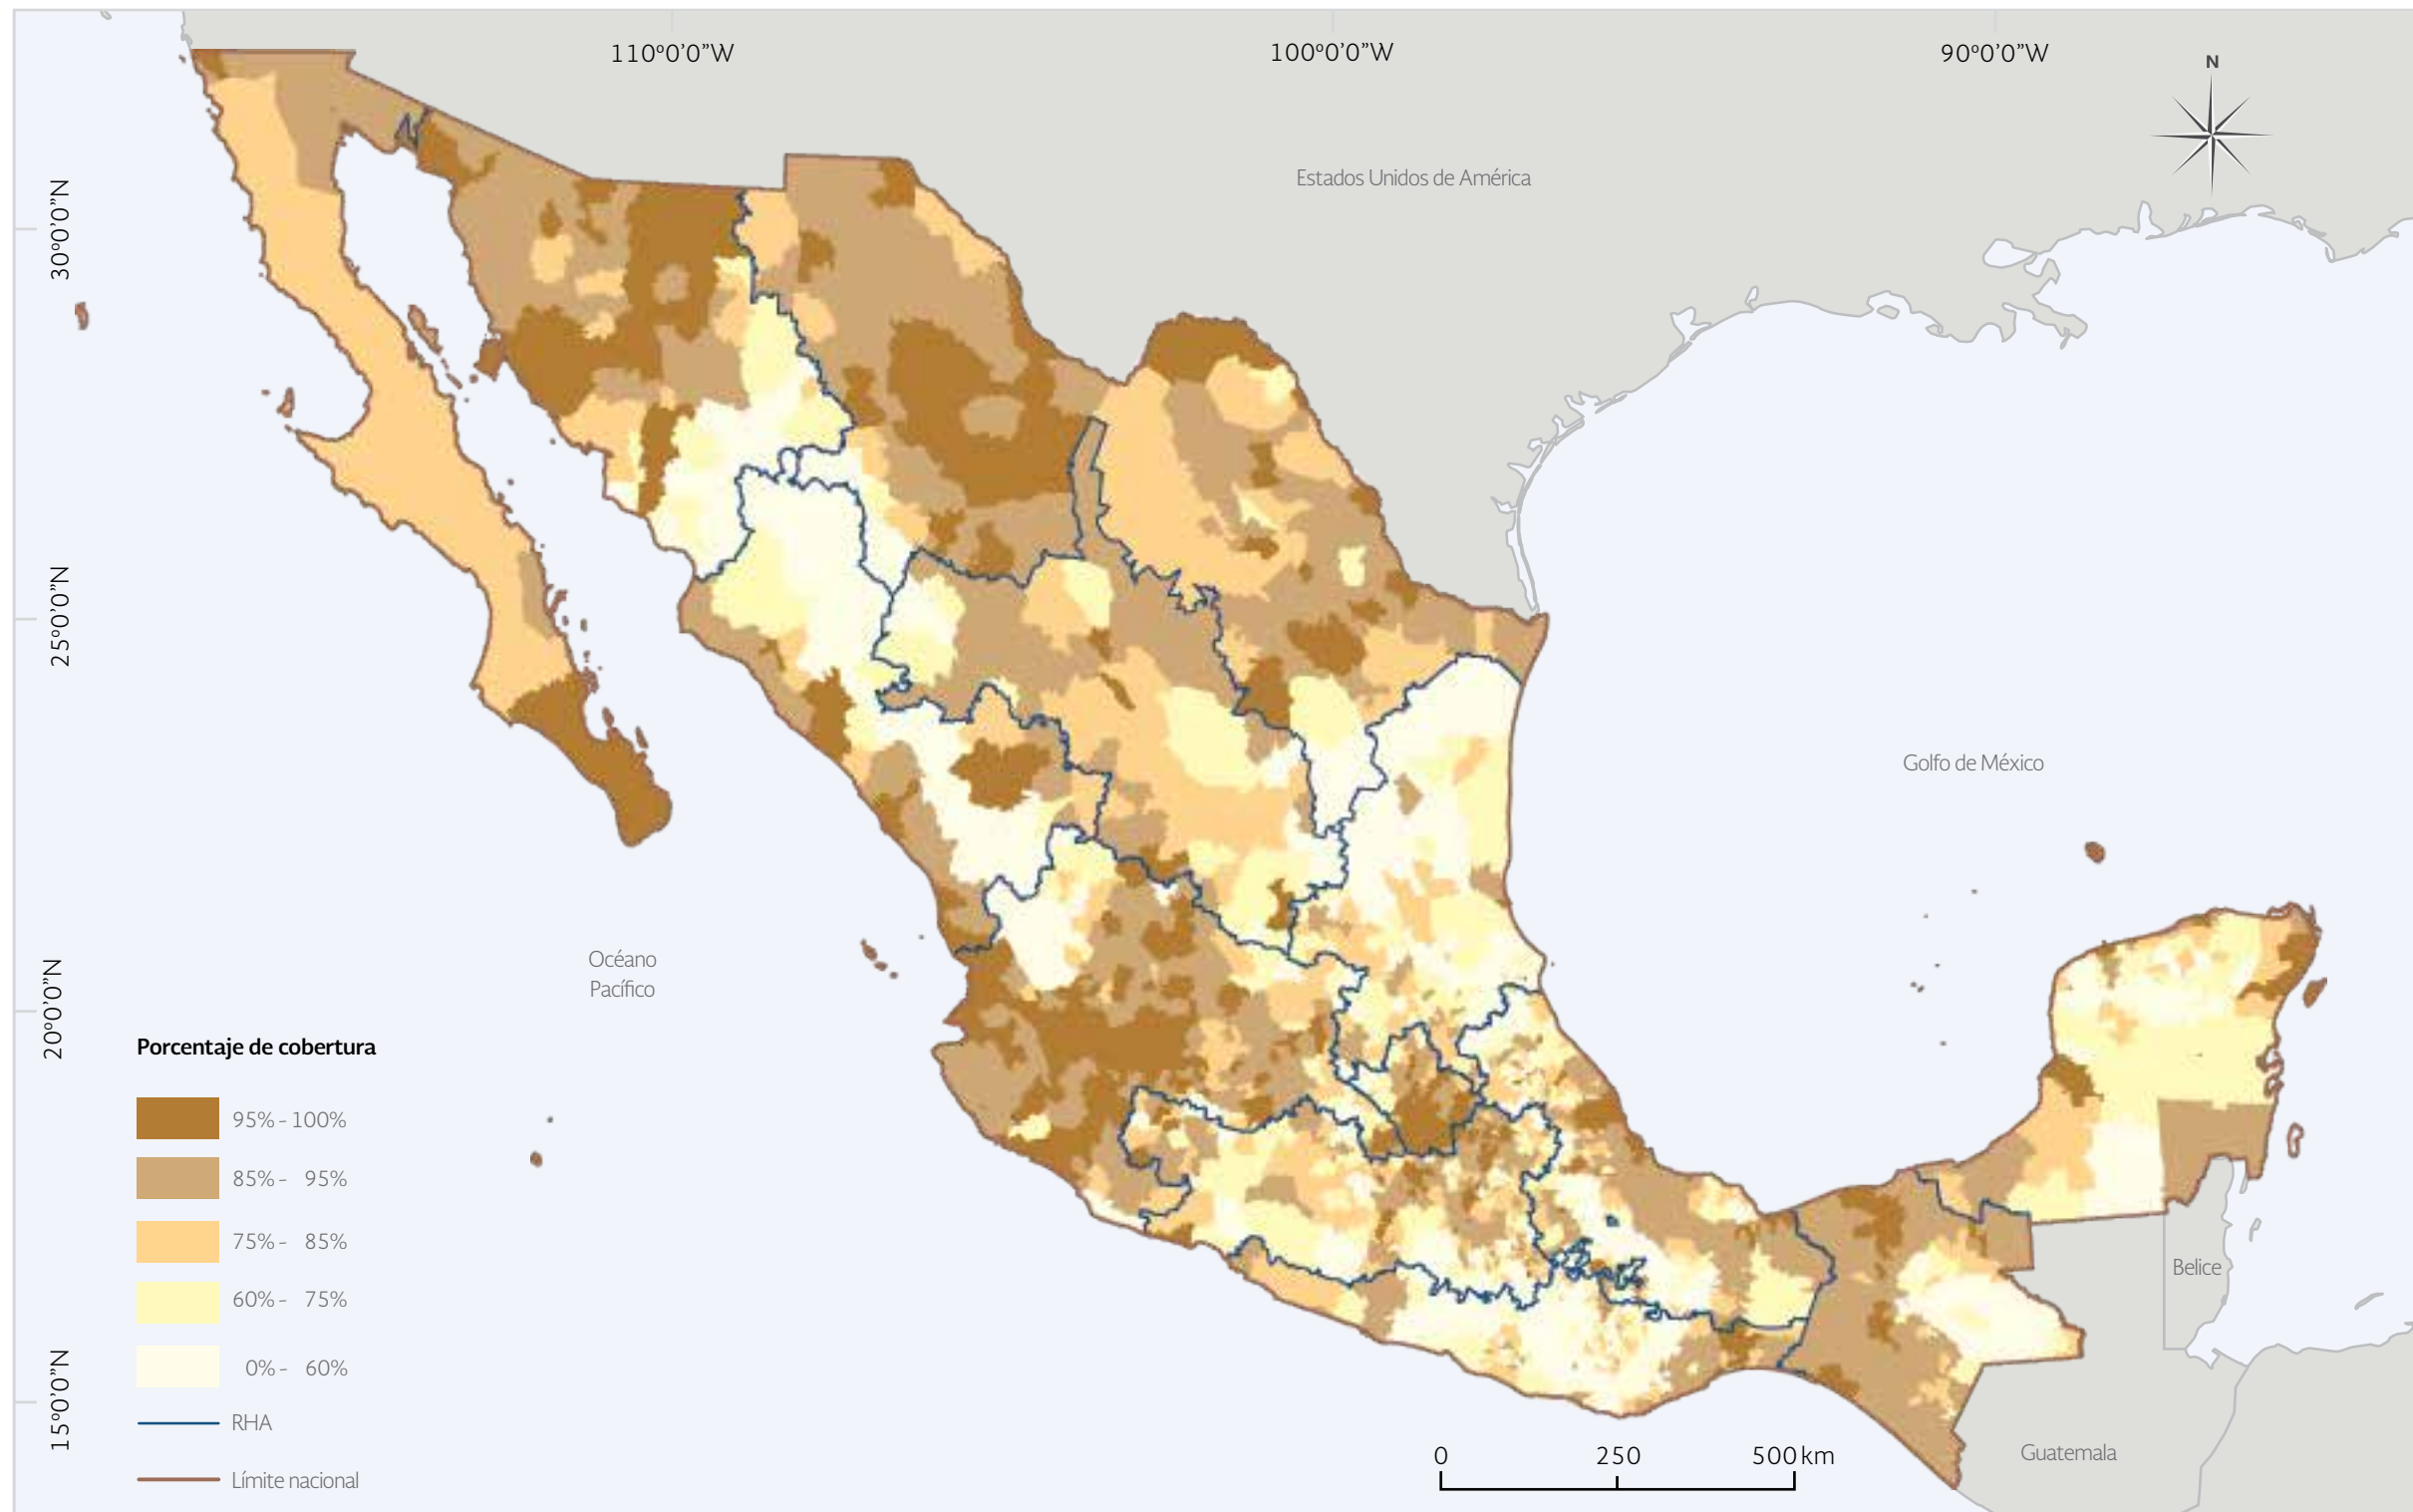 110°0'0"W
100°0'0"W
90°0'0"W
N
30°0'0"N
25°0'0"N
20°0'0"N
15°0'0"N
Estados Unidos de América
Golfo de México
Océano
Pacífico
Belice
Guatemala
Porcentaje de cobertura
95% - 100%
85% - 95%
75% - 85%
60% - 75%
0% - 60%
RHA
Límite nacional
0 250 500 km